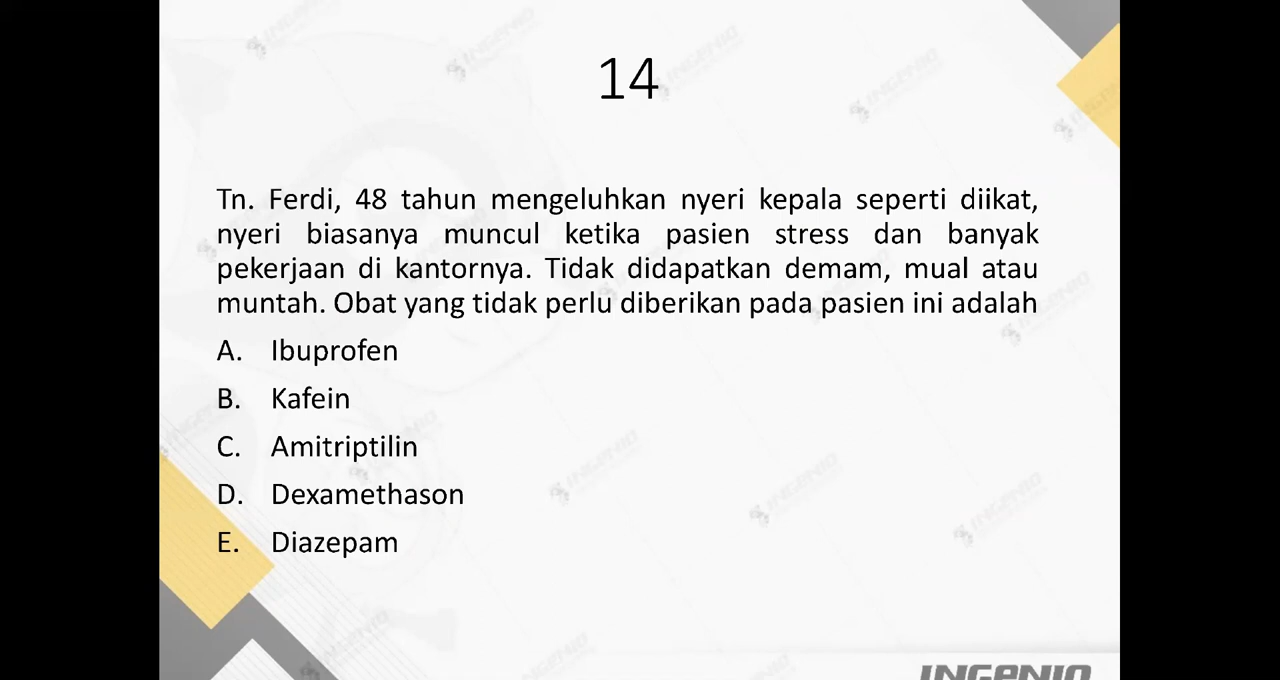 14
Tn. Ferdi, 48 tahun mengeluhkan nyeri kepala seperti diikat,
nyeri biasanya muncul ketika pasien stress dan banyak
pekerjaan di kantornya. Tidak didapatkan demam, mual atau
muntah. Obat yang tidak perlu diberikan pada pasien ini adalah
A. Ibuprofen
B. Kafein
C. Amitriptilin
D. Dexamethason
E. Diazepam
INGENIO